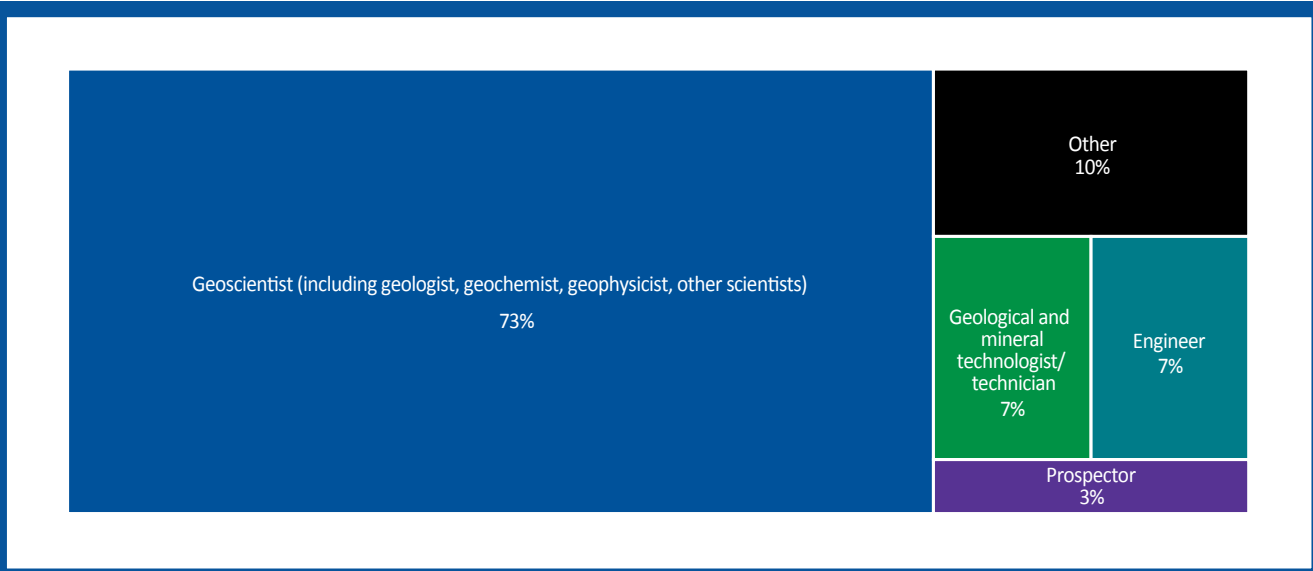 Geoscientist (including geologist, geochemist, geophysicist, other scientists)
73%
Other
10%
Geological and
mineral
technologist/
technician
7%
Engineer
7%
Prospector
3%